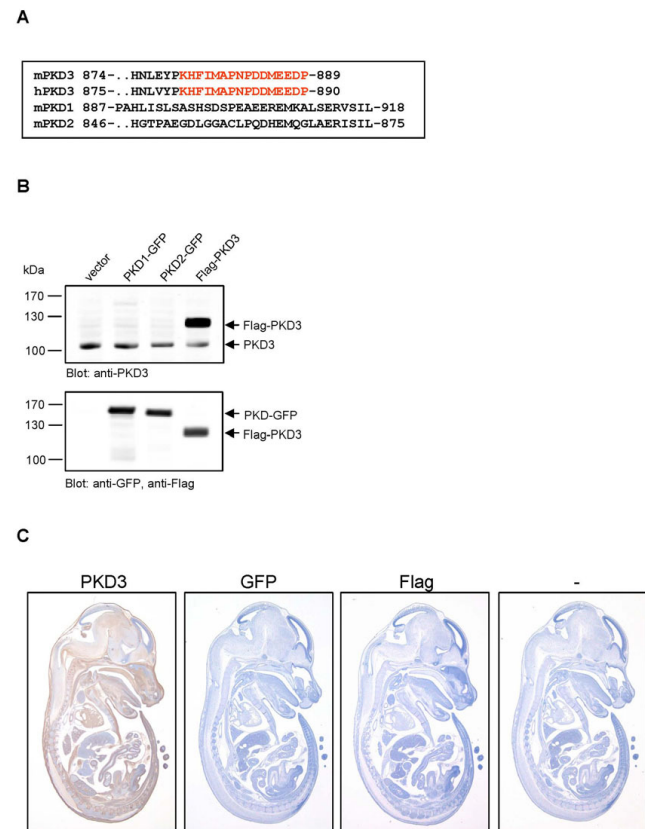 A
mPKD3 874-..HNLEYPKHFIMAPNPDDMEEDP-889
hPKD3 875-..HNLVYPKHFIMAPNPDDMEEDP-890
mPKD1 887-PAHLISLSASHSDSPEAEEREMKALSERVSIL-918
mPKD2 846-..HGTPAEGDLGGACLPQDHEMQGLAERISIL-875
B
kDa
vector
PKD1-GFP
PKD2-GFP
Flag-PKD3
170
130
100
Flag-PKD3
PKD3
Blot: anti-PKD3
170
130
100
PKD-GFP
Flag-PKD3
Blot: anti-GFP, anti-Flag
C
PKD3 GFP Flag -